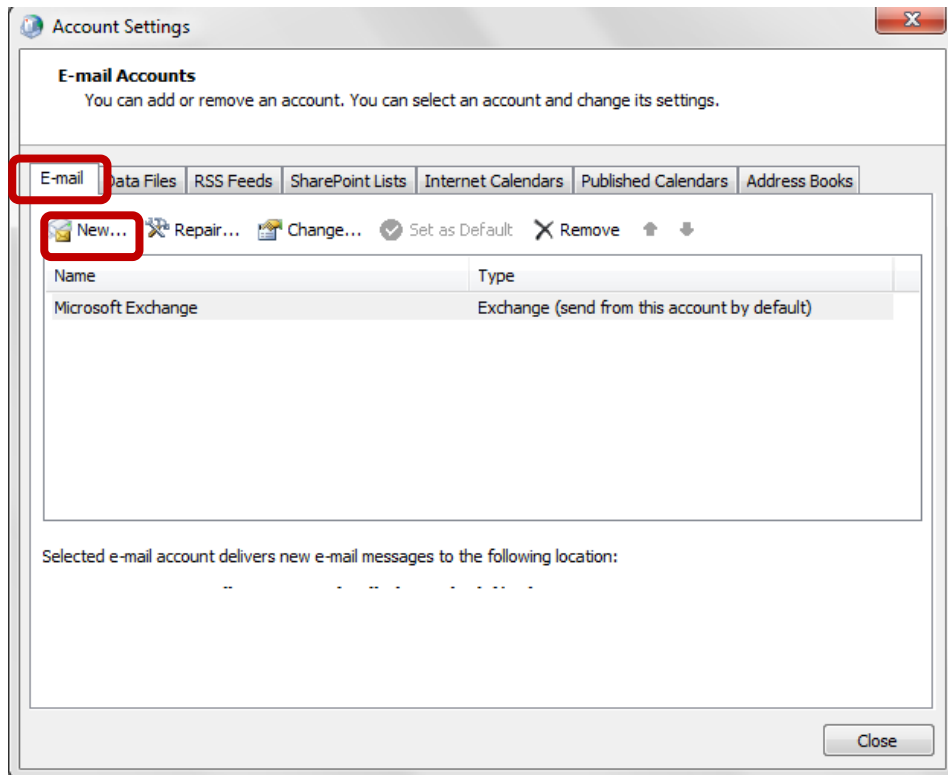 Account Settings
E-mail Accounts
You can add or remove an account. You can select an account and change its settings.
E-mail Data Files RSS Feeds SharePoint Lists Internet Calendars Published Calendars Address Books
New... Repair... Change... Set as Default Remove
Name Type
Microsoft Exchange Exchange (send from this account by default)
Selected e-mail account delivers new e-mail messages to the following location:
Close